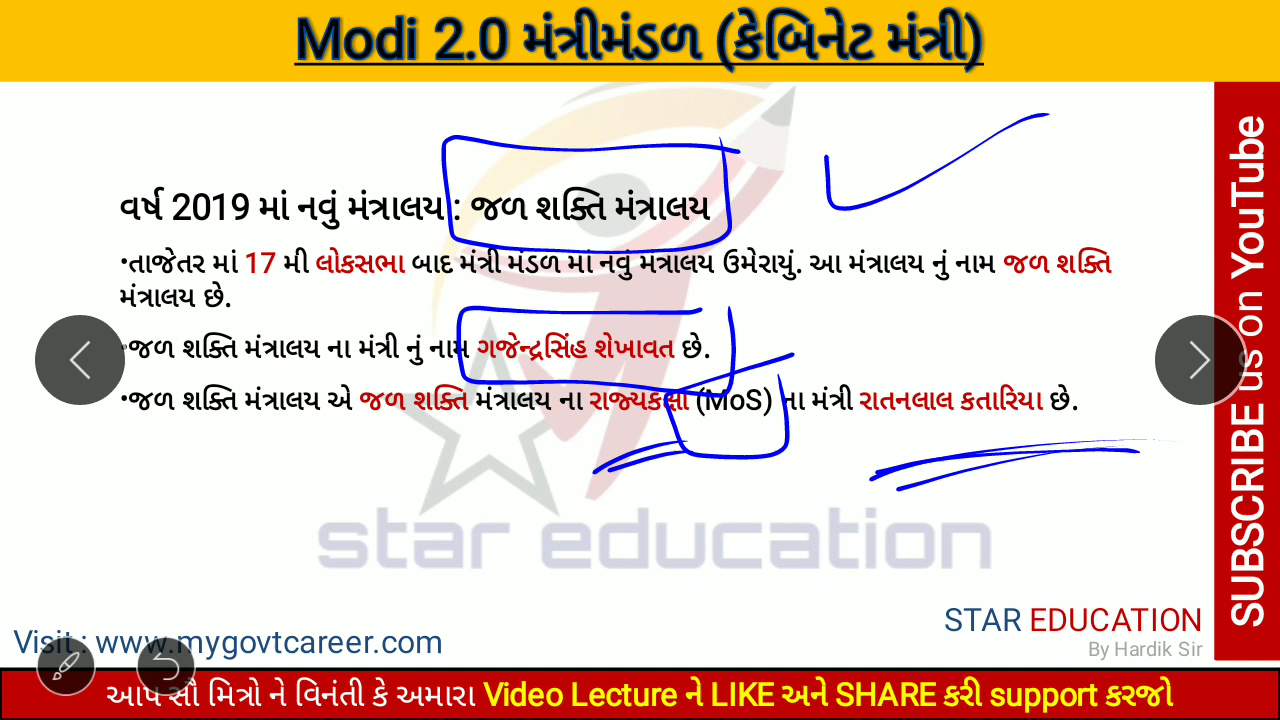 Modi 2.0 મંત્રીમંડળ (કેબિનેટ મંત્રી)
વર્ષ 2019 માં નવું મંત્રાલય : જળ શક્તિ મંત્રાલય
•તાજેતર માં 17 મી લોકસભા બાદ મંત્રી મંડળ માં નવું મંત્રાલય ઉમેરાયું. આ મંત્રાલય નું નામ જળ શક્તિ
મંત્રાલય છે.
•જળ શક્તિ મંત્રાલય ના મંત્રી નું નામ ગજેન્દ્રસિંહ શેખાવત છે.
•જળ શક્તિ મંત્રાલય એ જળ શક્તિ મંત્રાલય ના રાજ્યકક્ષા (MoS) ના મંત્રી રાતનલાલ કતારિયા છે.
star education
STAR EDUCATION
By Hardik Sir
Visit : www.mygovtcareer.com
આપ સૌ મિત્રો ને વિનંતી કે અમારા Video Lecture ને LIKE અને SHARE કરી support કરજો
SUBSCRIBE us on YouTube